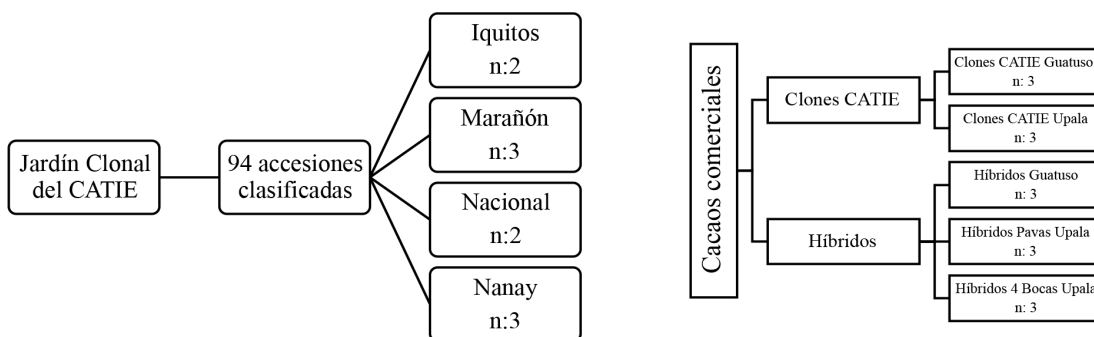 Jardín Clonal
del CATIE
94 accesiones
clasificadas
Iquitos
n:2
Marañón
n:3
Nacional
n:2
Nanay
n:3
Cacaos comerciales
Clones CATIE
Clones CATIE Guatuso
n: 3
Clones CATIE Upala
n: 3
Híbridos
Híbridos Guatuso
n: 3
Híbridos Pavas Upala
n: 3
Híbridos 4 Bocas Upala
n: 3